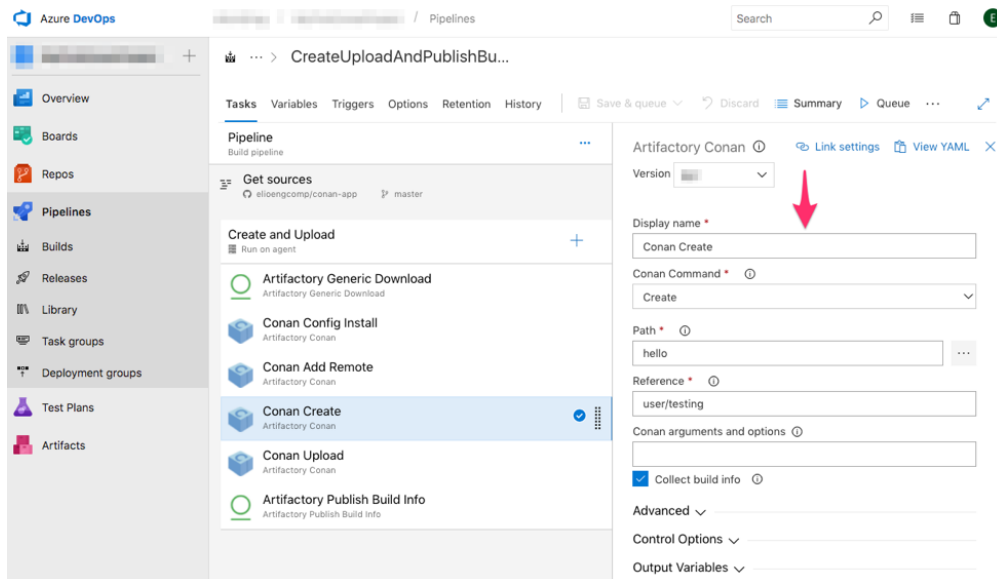 Azure DevOps
/
/ Pipelines
Search
E
+
Overview
Boards
Repos
Pipelines
Builds
Releases
Library
Task groups
Deployment groups
Test Plans
Artifacts
... > CreateUploadAndPublishBu...
Tasks Variables Triggers Options Retention History
Save & queue Discard Summary Queue ...
Pipeline
Build pipeline
...
Get sources
elioengcomp/conan-app master
Create and Upload
Run on agent
+
Artifactory Generic Download
Artifactory Generic Download
Conan Config Install
Artifactory Conan
Conan Add Remote
Artifactory Conan
Conan Create
Artifactory Conan
Conan Upload
Artifactory Conan
Artifactory Publish Build Info
Artifactory Publish Build Info
Artifactory Conan Link settings View YAML
Version
Display name *
Conan Create
Conan Command *
Create
Path *
hello
...
Reference *
user/testing
Conan arguments and options
Collect build info
Advanced
Control Options
Output Variables